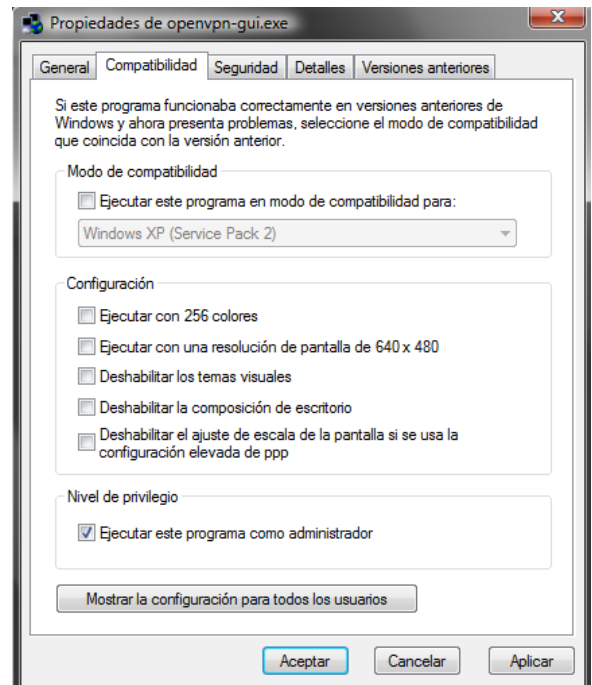 Propiedades de openvpn-gui.exe
General Compatibilidad Seguridad Detalles Versiones anteriores
Si este programa funcionaba correctamente en versiones anteriores de
Windows y ahora presenta problemas, seleccione el modo de compatibilidad
que coincida con la versión anterior.
Modo de compatibilidad
Ejecutar este programa en modo de compatibilidad para:
Windows XP (Service Pack 2)
Configuración
Ejecutar con 256 colores
Ejecutar con una resolución de pantalla de 640 x 480
Deshabilitar los temas visuales
Deshabilitar la composición de escritorio
Deshabilitar el ajuste de escala de la pantalla si se usa la
configuración elevada de ppp
Nivel de privilegio
Ejecutar este programa como administrador
Mostrar la configuración para todos los usuarios
Aceptar Cancelar Aplicar